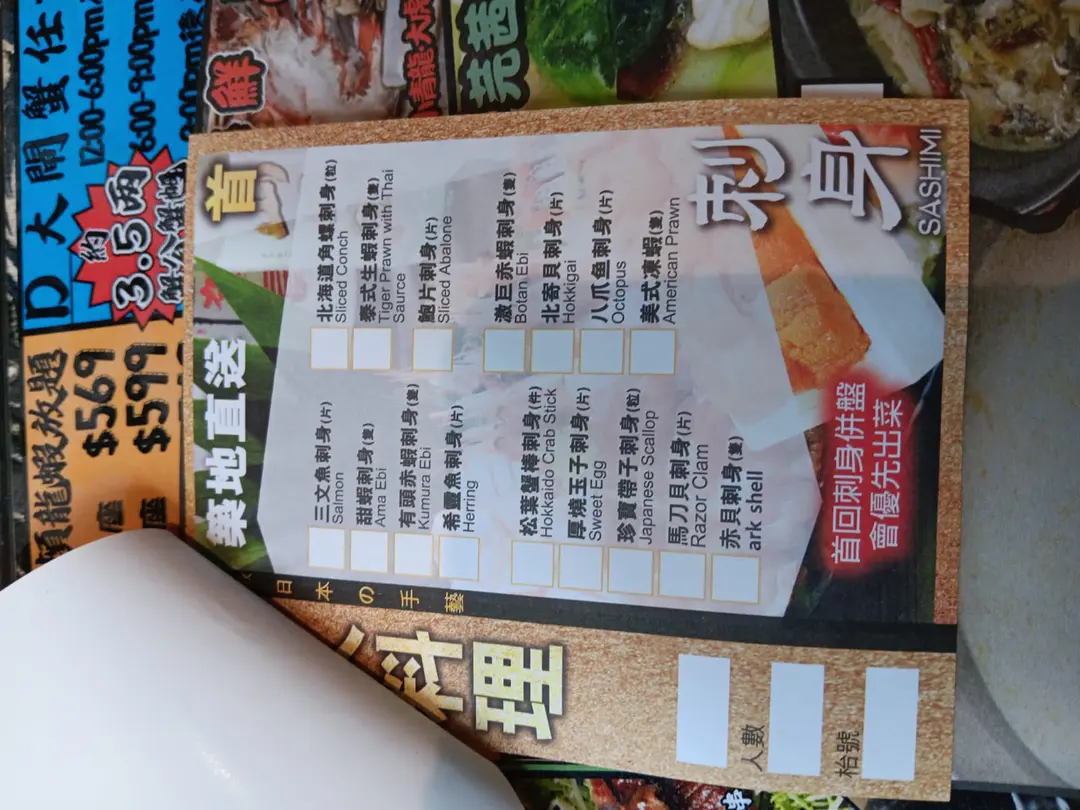 D 大閘蟹任
12:00-6:00pm
6:00-9:00pm
約
3.5両
$569
$599
座
座
鮮
料理
日本の手藝
人數
枱號
築地直送
首
三文魚刺身(片)
Salmon
甜蝦刺身(隻)
Ama Ebi
有頭赤蝦刺身(隻)
Kumura Ebi
希靈魚刺身(片)
Herring
松葉蟹棒刺身(件)
Hokkaido Crab Stick
厚燒玉子刺身(片)
Sweet Egg
珍寶帶子刺身(粒)
Japanese Scallop
馬刀貝刺身(片)
Razor Clam
赤貝刺身(隻)
ark shell
北海道角螺刺身(粒)
Sliced Conch
泰式生蝦刺身(隻)
Tiger Prawn with Thai
Saurce
鮑片刺身(片)
Sliced Abalone
激巨赤蝦刺身(隻)
Botan Ebi
北寄貝刺身(片)
Hokkigai
八爪魚刺身(片)
Octopus
美式凍蝦(隻)
American Prawn
首回刺身併盤
會優先出菜
刺身
SASHIMI